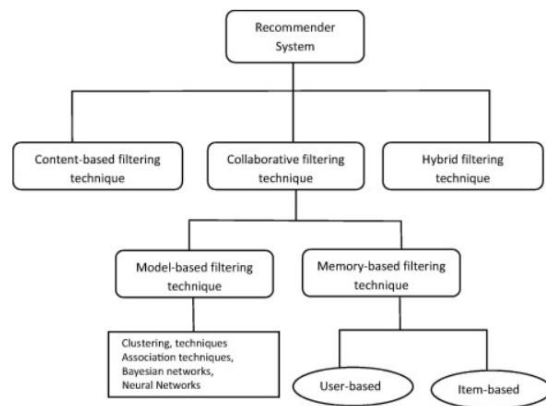 Recommender
System
Content-based filtering
technique
Collaborative filtering
technique
Hybrid filtering
technique
Model-based filtering
technique
Memory-based filtering
technique
Clustering, techniques
Association techniques,
Bayesian networks,
Neural Networks
User-based
Item-based